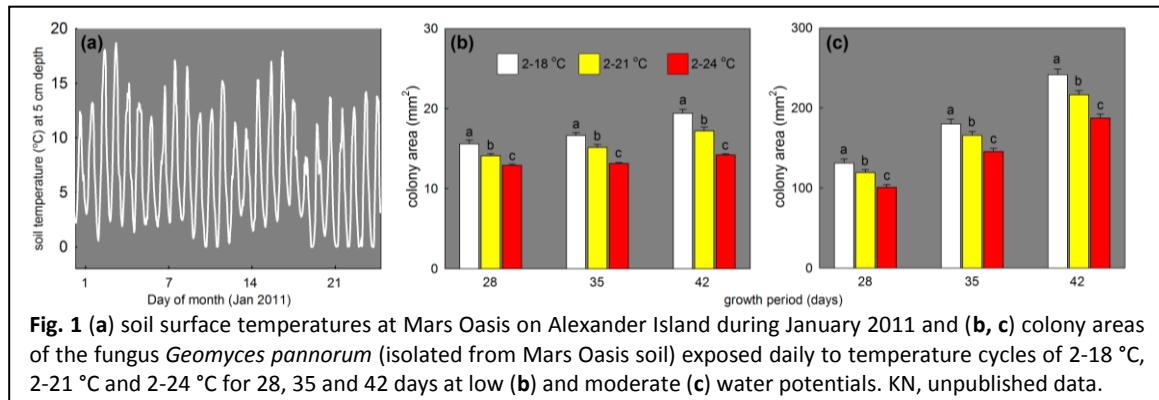 (a)
20
15
10
5
0
soil temperature (°C) at 5 cm depth
1 7 14 21
Day of month (Jan 2011)
(b)
30
20
10
0
colony area (mm²)
2-18 °C 2-21 °C 2-24 °C
a b c
a b c
a b c
28 35 42
growth period (days)
(c)
300
200
100
0
colony area (mm²)
a b c
a b c
a b c
28 35 42
Fig. 1 (a) soil surface temperatures at Mars Oasis on Alexander Island during January 2011 and (b, c) colony areas
of the fungus Geomyces pannorum (isolated from Mars Oasis soil) exposed daily to temperature cycles of 2-18 °C,
2-21 °C and 2-24 °C for 28, 35 and 42 days at low (b) and moderate (c) water potentials. KN, unpublished data.